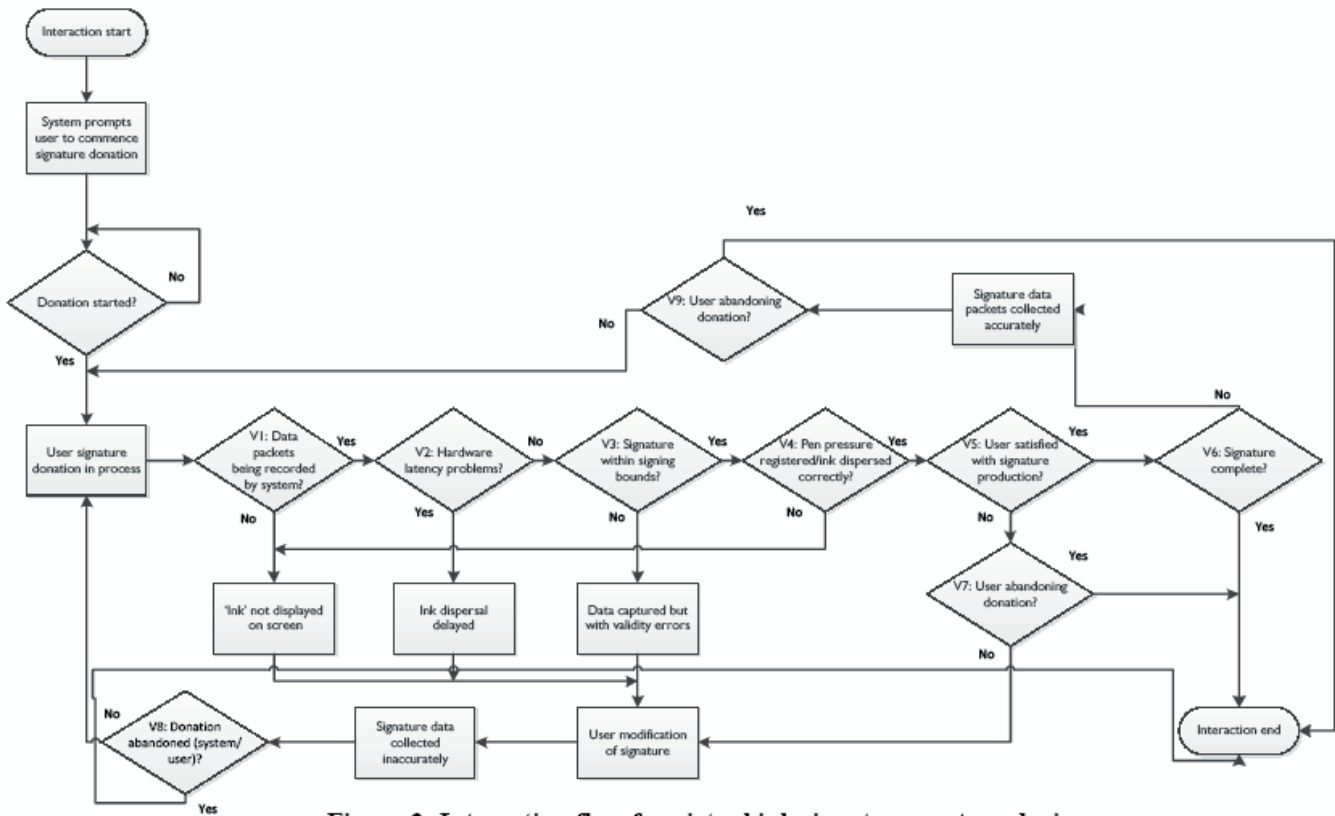 Interaction start
System prompts
user to commence
signature donation
Donation started?
No
Yes
Yes
V9: User abandoning
donation?
No
Signature data
packets collected
accurately
No
User signature
donation in process
V1: Data
packets
being recorded
by system?
Yes
No
V2: Hardware
latency problems?
No
Yes
V3: Signature
within signing
bounds?
Yes
No
V4: Pen pressure
registered/ink dispersed
correctly?
Yes
No
V5: User satisfied
with signature
production?
Yes
No
V6: Signature
complete?
Yes
V7: User abandoning
donation?
Yes
No
'Ink' not displayed
on screen
Ink dispersal
delayed
Data captured but
with validity errors
No
V8: Donation
abandoned (system/
user)?
Yes
Signature data
collected
inaccurately
User modification
of signature
Interaction end